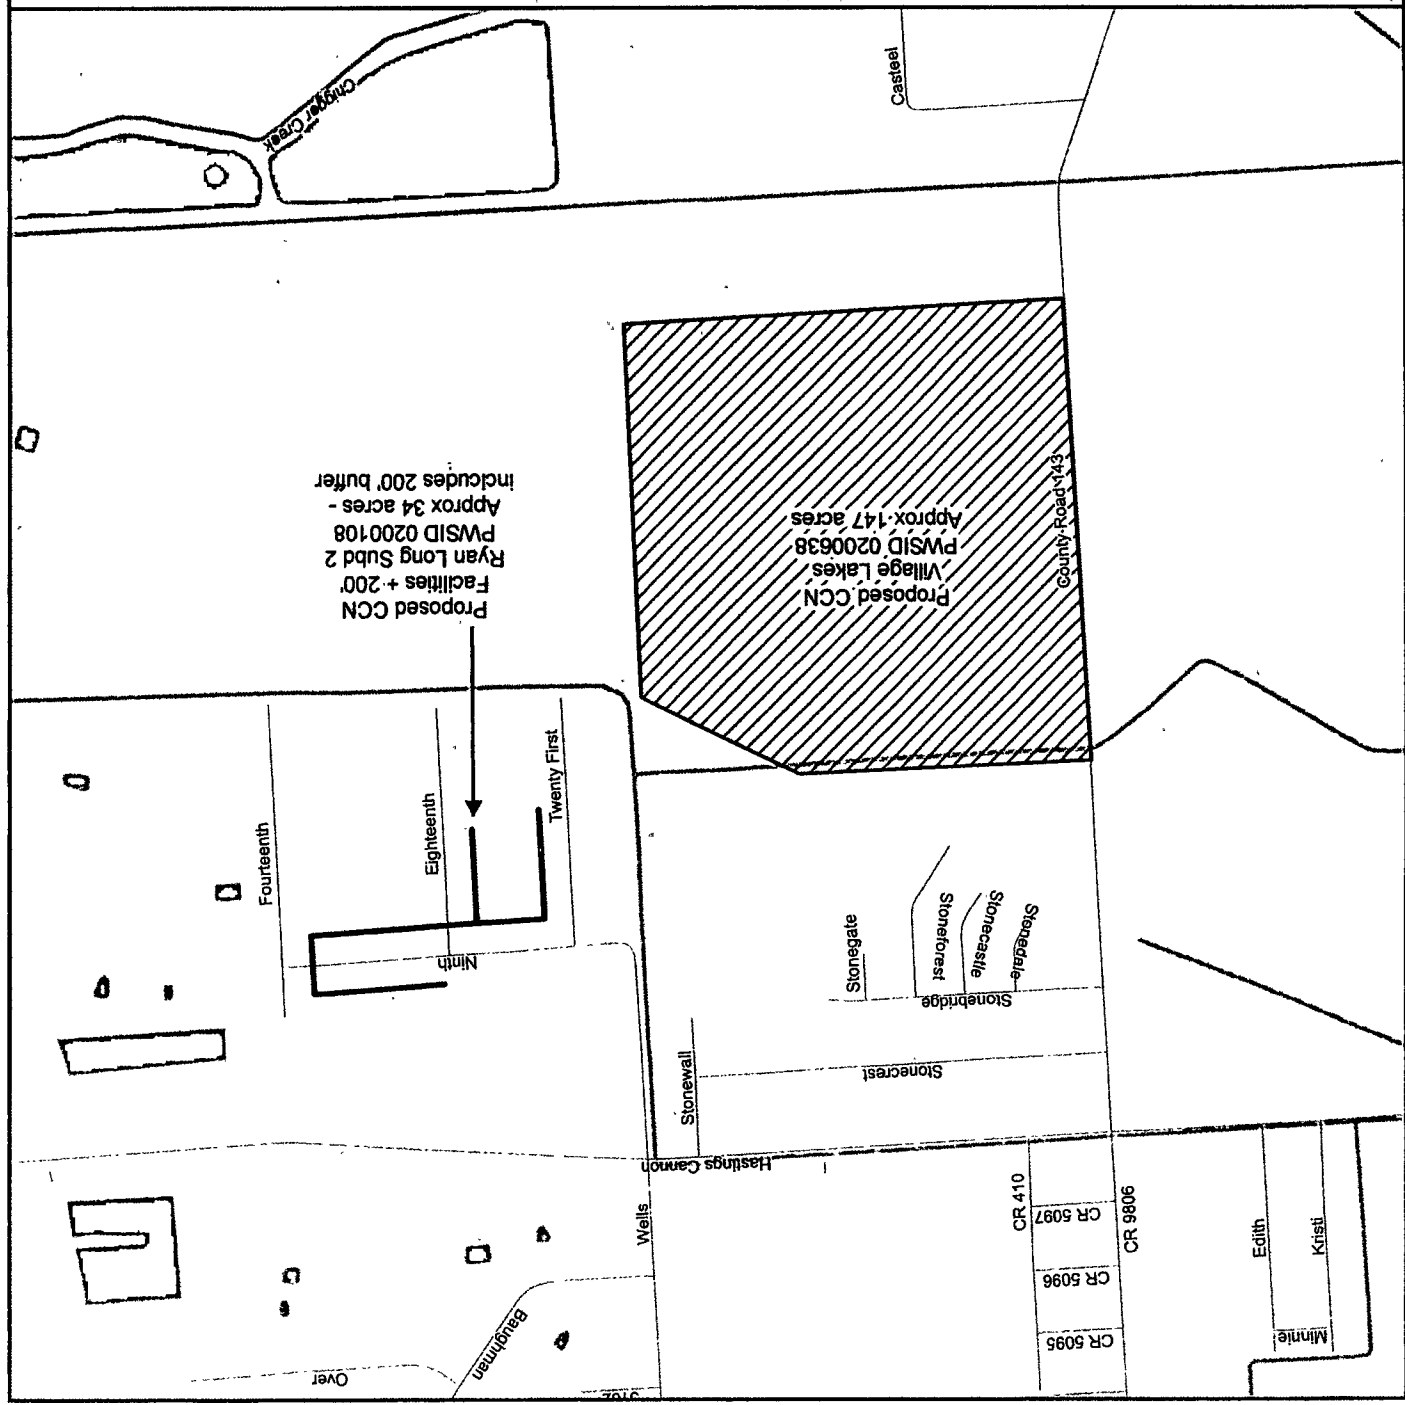 Over
Baughman
Minnie
Kristi
Edith
CR 5095
CR 5096
CR 5097
CR 9806
CR 410
Wells
Hastings Cannon
Stonewall
Stonecrest
Stonebridge
Stonegate
Stoneforest
Stonecastle
Stonedale
Ninth
Fourteenth
Eighteenth
Twenty First
Proposed CCN
Facilities + 200'
Ryan Long Subd 2
PWSID 0200108
Approx 34 acres -
includes 200' buffer
Proposed CCN
Village Lakes
PWSID 0200638
Approx 147 acres
County Road 143
Chigger Creek
Casteel